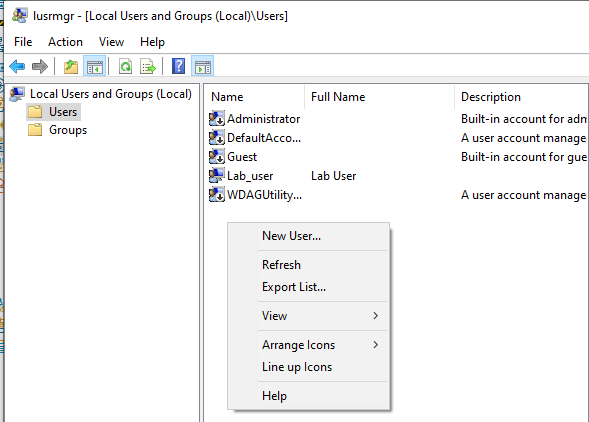 lusrmgr - [Local Users and Groups (Local)\Users]
File Action View Help
Local Users and Groups (Local)
Users
Groups
Name Full Name Description
Administrator Built-in account for adm
DefaultAcco... A user account manage
Guest Built-in account for gue
Lab_user Lab User
WDAGUtility... A user account manage
New User...
Refresh
Export List...
View
Arrange Icons
Line up Icons
Help